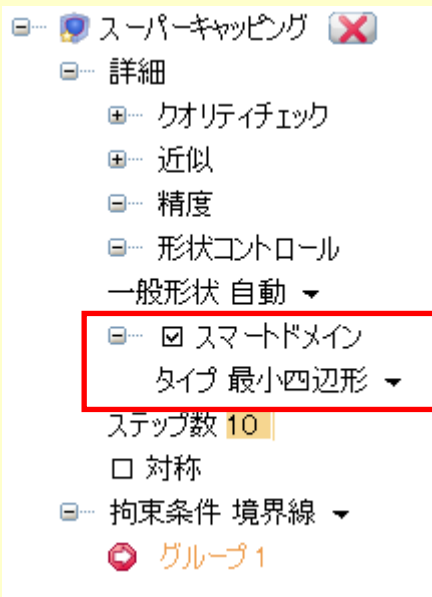 スーパーキャッピング
詳細
クオリティチェック
近似
精度
形状コントロール
一般形状 自動
スマートドメイン
タイプ 最小四辺形
ステップ数 10
対称
拘束条件 境界線
グループ 1